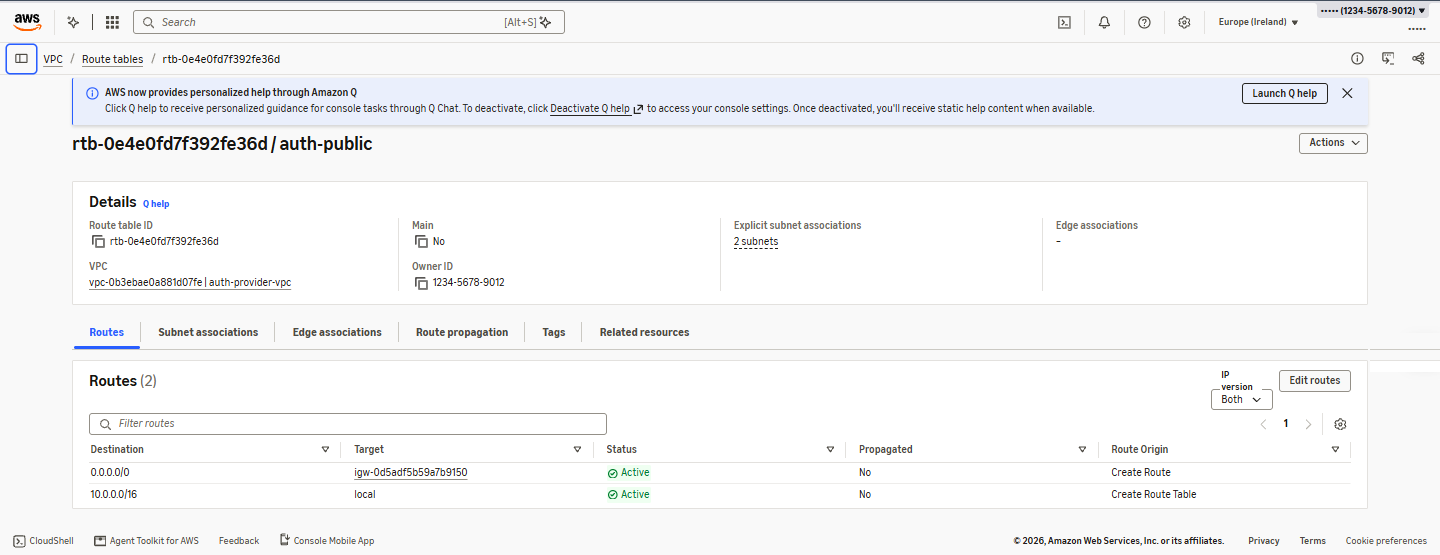 aws
Search [Alt+S]
Europe (Ireland) ▼
••••• (1234-5678-9012) ▼
•••••
VPC / Route tables / rtb-0e4e0fd7f392fe36d
AWS now provides personalized help through Amazon Q
Click Q help to receive personalized guidance for console tasks through Q Chat. To deactivate, click Deactivate Q help to access your console settings. Once deactivated, you'll receive static help content when available.
Launch Q help
rtb-0e4e0fd7f392fe36d / auth-public
Actions
Details Q help
Route table ID
rtb-0e4e0fd7f392fe36d
Main
No
Explicit subnet associations
2 subnets
Edge associations
–
VPC
vpc-0b3ebae0a881d07fe | auth-provider-vpc
Owner ID
1234-5678-9012
Routes Subnet associations Edge associations Route propagation Tags Related resources
Routes (2)
IP version
Both
Edit routes
Filter routes
1
Destination Target Status Propagated Route Origin
0.0.0.0/0 igw-0d5adf5b59a7b9150 Active No Create Route
10.0.0.0/16 local Active No Create Route Table
CloudShell Agent Toolkit for AWS Feedback Console Mobile App © 2026, Amazon Web Services, Inc. or its affiliates. Privacy Terms Cookie preferences